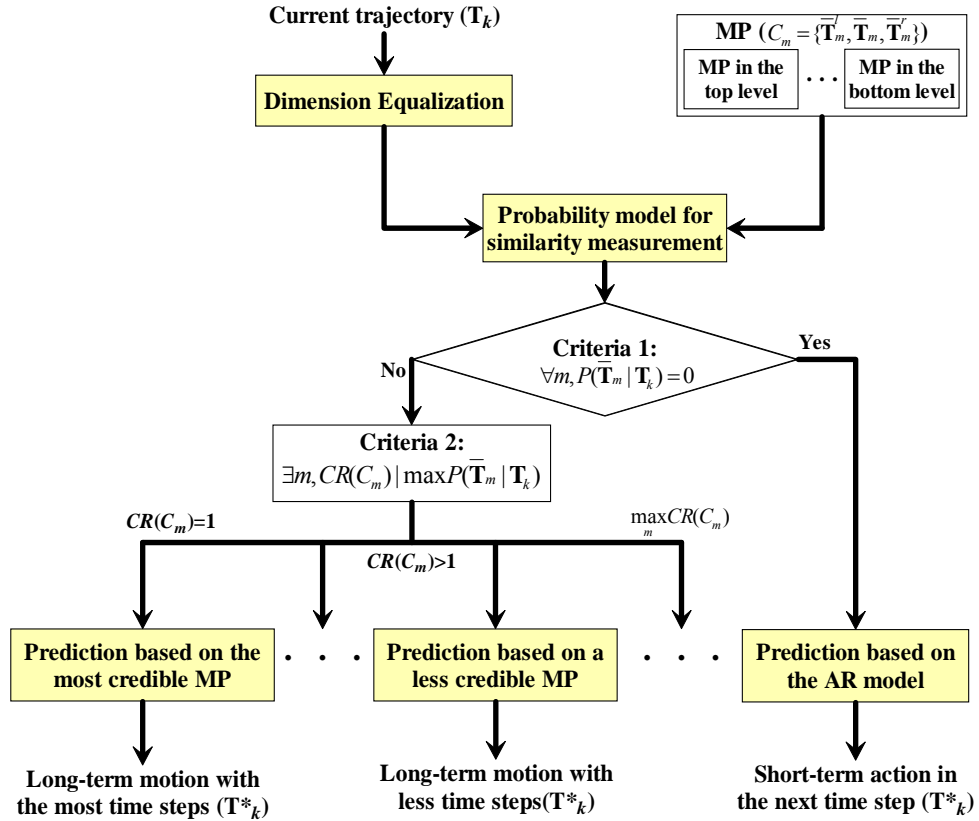 Current trajectory (T_k)
MP (C_m = {T̄_m^l, T̄_m, T̄_m^r})
MP in the
top level
. . .
MP in the
bottom level
Dimension Equalization
Probability model for
similarity measurement
Criteria 1:
∀m, P(T̄_m | T_k) = 0
Yes
No
Criteria 2:
∃m, CR(C_m) | max P(T̄_m | T_k)
CR(C_m)=1
CR(C_m)>1
max_m CR(C_m)
Prediction based on the
most credible MP
. . .
Prediction based on a
less credible MP
. . .
Prediction based on
the AR model
Long-term motion with
the most time steps (T*_k)
Long-term motion with
less time steps(T*_k)
Short-term action in
the next time step (T*_k)